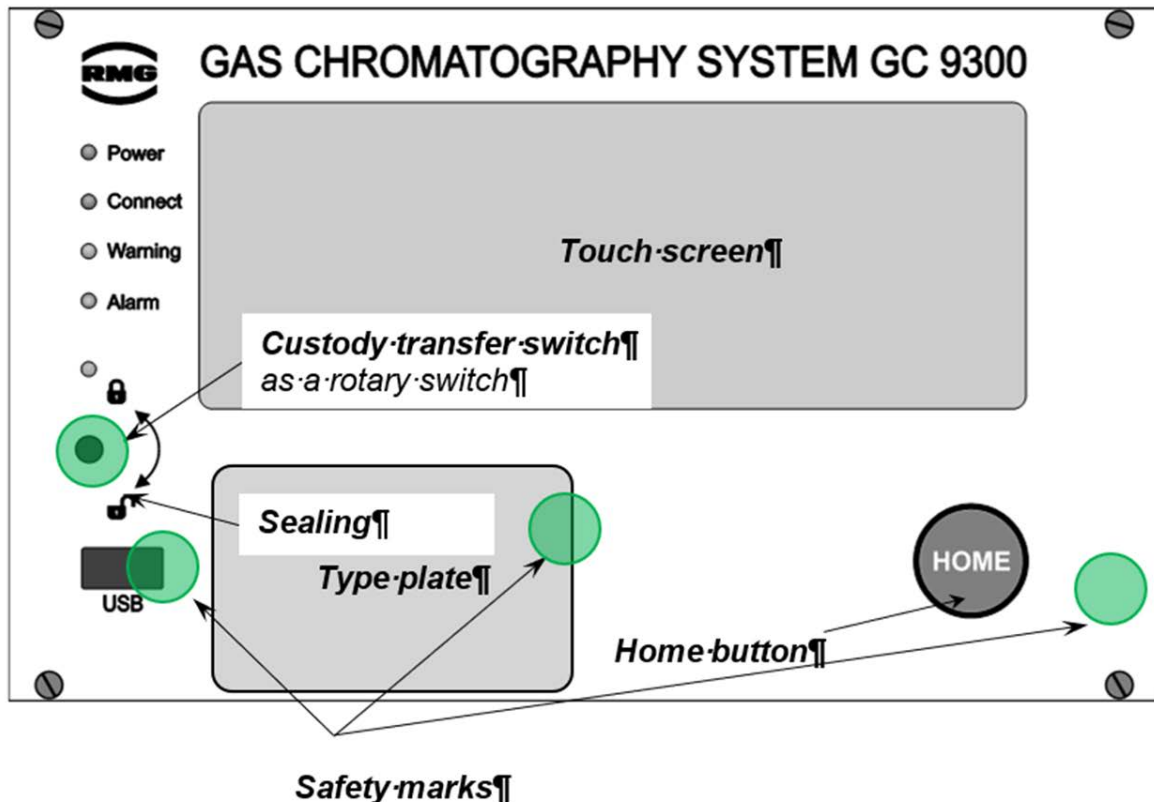 RMG
GAS CHROMATOGRAPHY SYSTEM GC 9300
Power
Connect
Warning
Alarm
Touch·screen¶
Custody·transfer·switch¶
as·a·rotary·switch¶
Sealing¶
Type·plate¶
USB
HOME
Home·button¶
Safety·marks¶